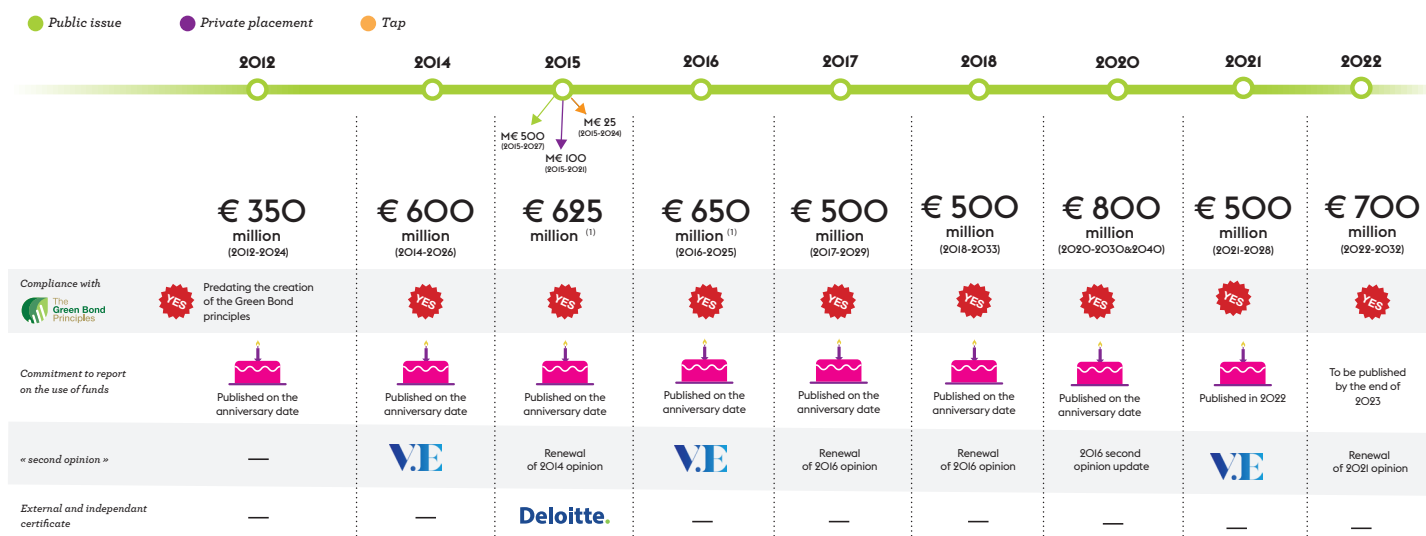 Public issue
Private placement
Tap
2012
2014
2015
2016
2017
2018
2020
2021
2022
M€ 500
(2015-2027)
M€ 100
(2015-2021)
M€ 25
(2015-2024)
€ 350
million
(2012-2024)
€ 600
million
(2014-2026)
€ 625
million (1)
€ 650
million (1)
(2016-2025)
€ 500
million
(2017-2029)
€ 500
million
(2018-2033)
€ 800
million
(2020-2030&2040)
€ 500
million
(2021-2028)
€ 700
million
(2022-2032)
Compliance with
The
Green Bond
Principles
YES
Predating the creation
of the Green Bond
principles
YES
YES
YES
YES
YES
YES
YES
YES
Commitment to report
on the use of funds
Published on the
anniversary date
Published on the
anniversary date
Published on the
anniversary date
Published on the
anniversary date
Published on the
anniversary date
Published on the
anniversary date
Published on the
anniversary date
Published in 2022
To be published
by the end of
2023
« second opinion »
—
V.E
Renewal
of 2014 opinion
V.E
Renewal
of 2016 opinion
Renewal
of 2016 opinion
2016 second
opinion update
V.E
Renewal
of 2021 opinion
External and independant
certificate
—
—
Deloitte.
—
—
—
—
—
—